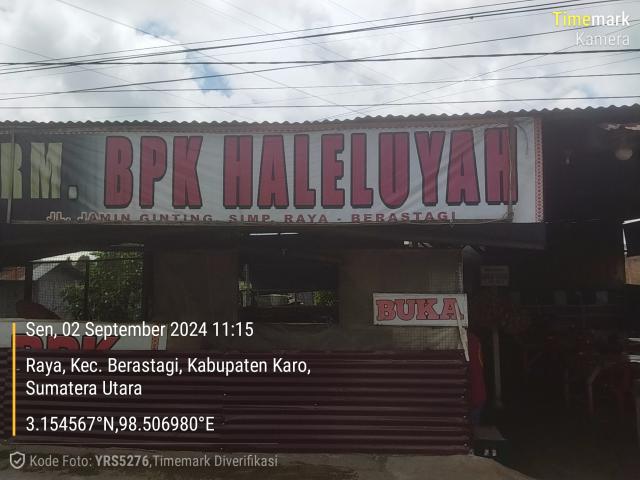 Timemark
Kamera
RM. BPK HALELUYAH
JL. JAMIN GINTING. SIMP. RAYA - BERASTAGI
BUKA
BPK
Sen, 02 September 2024 11:15
Raya, Kec. Berastagi, Kabupaten Karo,
Sumatera Utara
3.154567°N,98.506980°E
Kode Foto: YRS5276,Timemark Diverifikasi